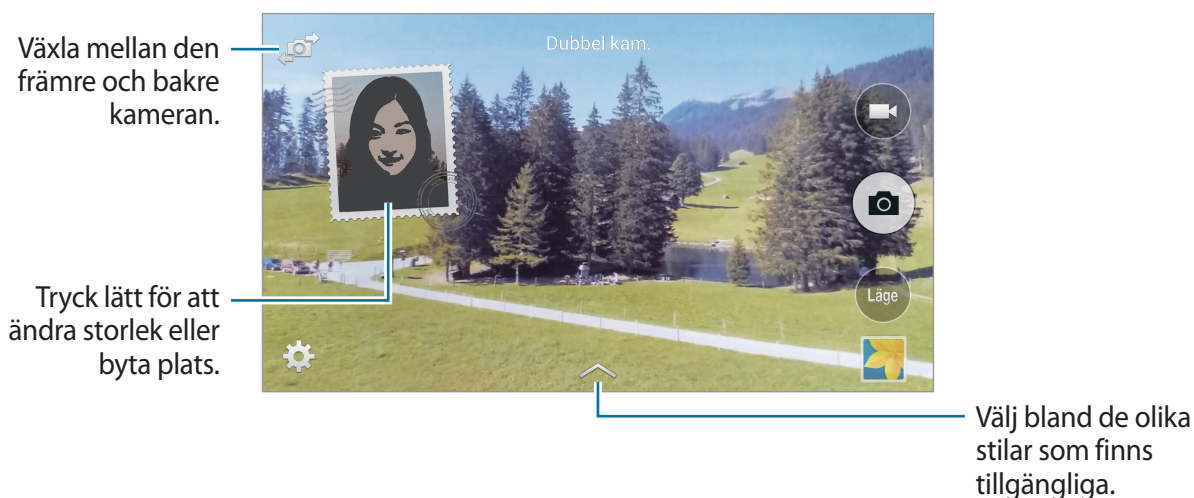 Växla mellan den
främre och bakre
kameran.
Dubbel kam.
Tryck lätt för att
ändra storlek eller
byta plats.
Läge
Välj bland de olika
stilar som finns
tillgängliga.